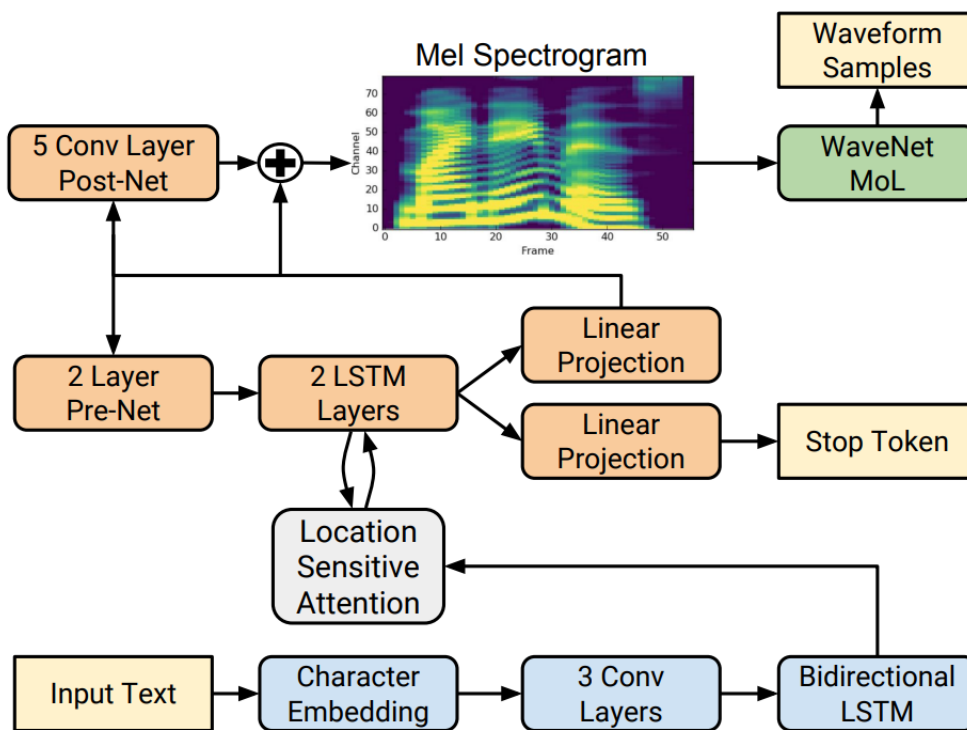 Mel Spectrogram
Waveform
Samples
5 Conv Layer
Post-Net
WaveNet
MoL
Channel
70
60
50
40
30
20
10
0
0 10 20 30 40 50
Frame
2 Layer
Pre-Net
2 LSTM
Layers
Linear
Projection
Linear
Projection
Stop Token
Location
Sensitive
Attention
Input Text
Character
Embedding
3 Conv
Layers
Bidirectional
LSTM